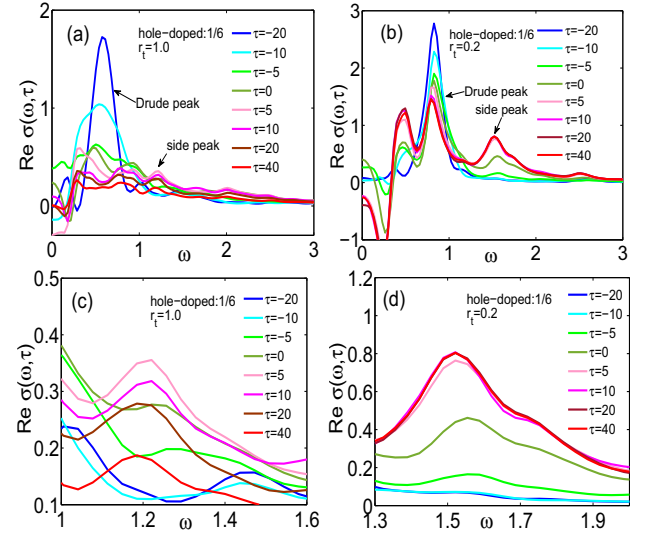 (a)
hole-doped:1/6
r_t=1.0
τ=−20
τ=−10
τ=−5
τ=0
τ=5
τ=10
τ=20
τ=40
Drude peak
side peak
Re σ(ω,τ)
2
1
0
0
1
2
3
ω
(b)
hole-doped:1/6
r_t=0.2
τ=−20
τ=−10
τ=−5
τ=0
τ=5
τ=10
τ=20
τ=40
Drude peak
side peak
Re σ(ω,τ)
3
2
1
0
−1
0
1
2
3
ω
(c)
hole-doped:1/6
r_t=1.0
τ=−20
τ=−10
τ=−5
τ=0
τ=5
τ=10
τ=20
τ=40
Re σ(ω,τ)
0.5
0.4
0.3
0.2
0.1
1
1.2
1.4
1.6
ω
(d)
hole-doped:1/6
r_t=0.2
τ=−20
τ=−10
τ=−5
τ=0
τ=5
τ=10
τ=20
τ=40
Re σ(ω,τ)
1.2
1
0.8
0.6
0.4
0.2
0
1.3
1.5
1.7
1.9
ω